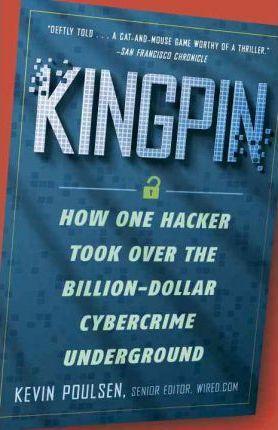 "DEFTLY TOLD . . . A CAT-AND-MOUSE GAME WORTHY OF A THRILLER."
—SAN FRANCISCO CHRONICLE
KINGPIN
HOW ONE HACKER
TOOK OVER THE
BILLION-DOLLAR
CYBERCRIME
UNDERGROUND
KEVIN POULSEN, SENIOR EDITOR, WIRED.COM